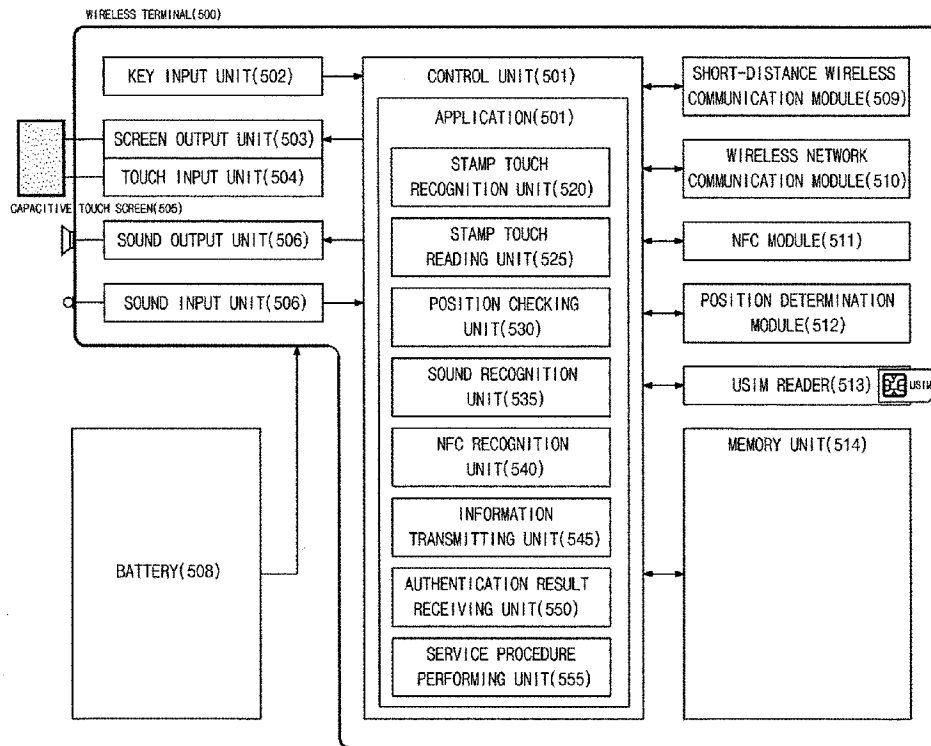 WIRELESS TERMINAL(500)
KEY INPUT UNIT(502)
SCREEN OUTPUT UNIT(503)
TOUCH INPUT UNIT(504)
CAPACITIVE TOUCH SCREEN(505)
SOUND OUTPUT UNIT(506)
SOUND INPUT UNIT(506)
BATTERY(508)
CONTROL UNIT(501)
APPLICATION(501)
STAMP TOUCH
RECOGNITION UNIT(520)
STAMP TOUCH
READING UNIT(525)
POSITION CHECKING
UNIT(530)
SOUND RECOGNITION
UNIT(535)
NFC RECOGNITION
UNIT(540)
INFORMATION
TRANSMITTING UNIT(545)
AUTHENTICATION RESULT
RECEIVING UNIT(550)
SERVICE PROCEDURE
PERFORMING UNIT(555)
SHORT-DISTANCE WIRELESS
COMMUNICATION MODULE(509)
WIRELESS NETWORK
COMMUNICATION MODULE(510)
NFC MODULE(511)
POSITION DETERMINATION
MODULE(512)
USIM READER(513)
USIM
MEMORY UNIT(514)